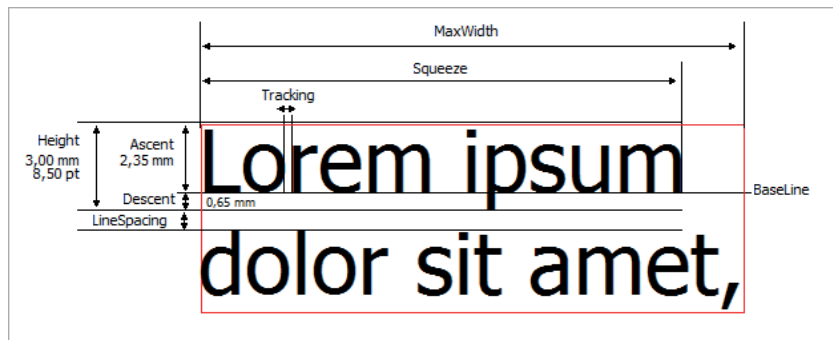 MaxWidth
Squeeze
Tracking
Height
3,00 mm
8,50 pt
Ascent
2,35 mm
Lorem ipsum
Descent
0,65 mm
BaseLine
LineSpacing
dolor sit amet,